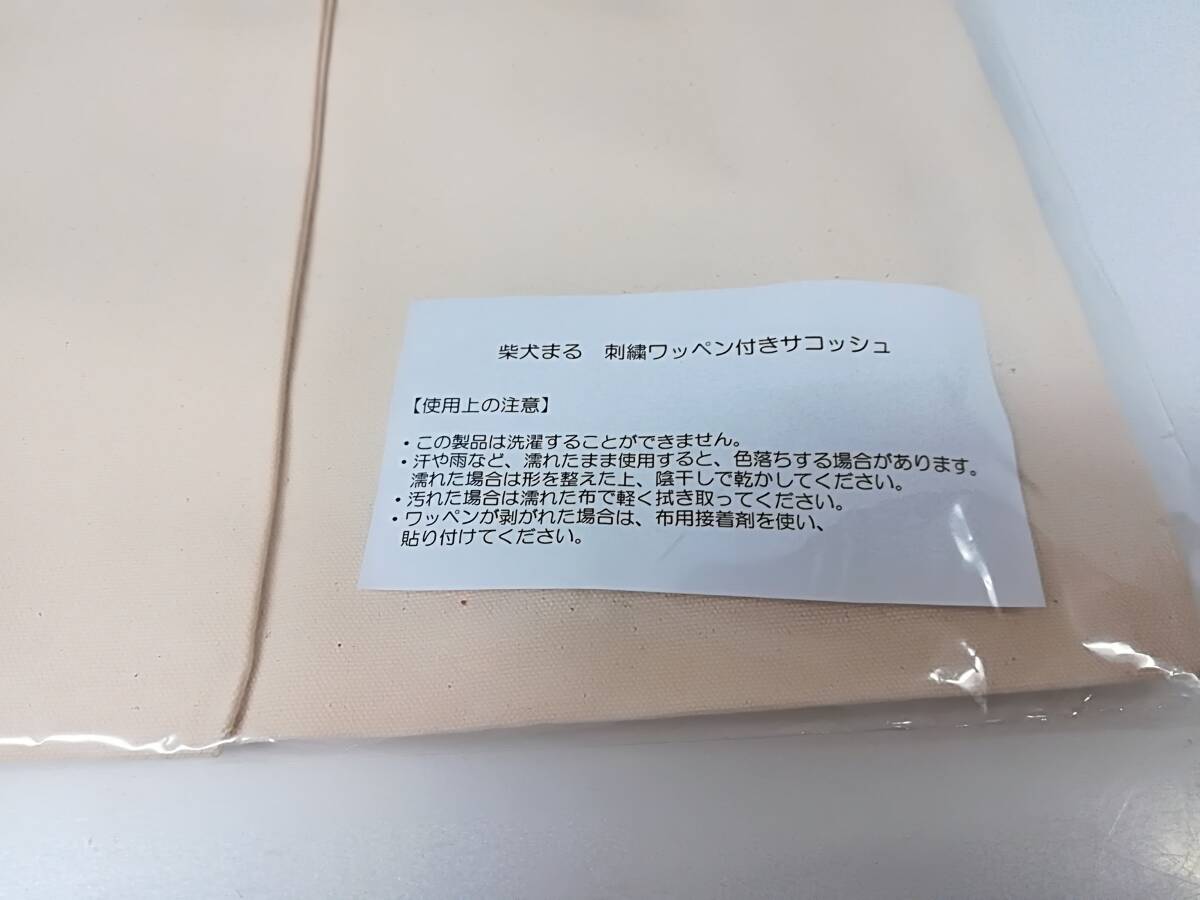 柴犬まる　刺繍ワッペン付きサコッシュ
【使用上の注意】
・この製品は洗濯することができません。
・汗や雨など、濡れたまま使用すると、色落ちする場合があります。
濡れた場合は形を整えた上、陰干しで乾かしてください。
・汚れた場合は濡れた布で軽く拭き取ってください。
・ワッペンが剥がれた場合は、布用接着剤を使い、
貼り付けてください。